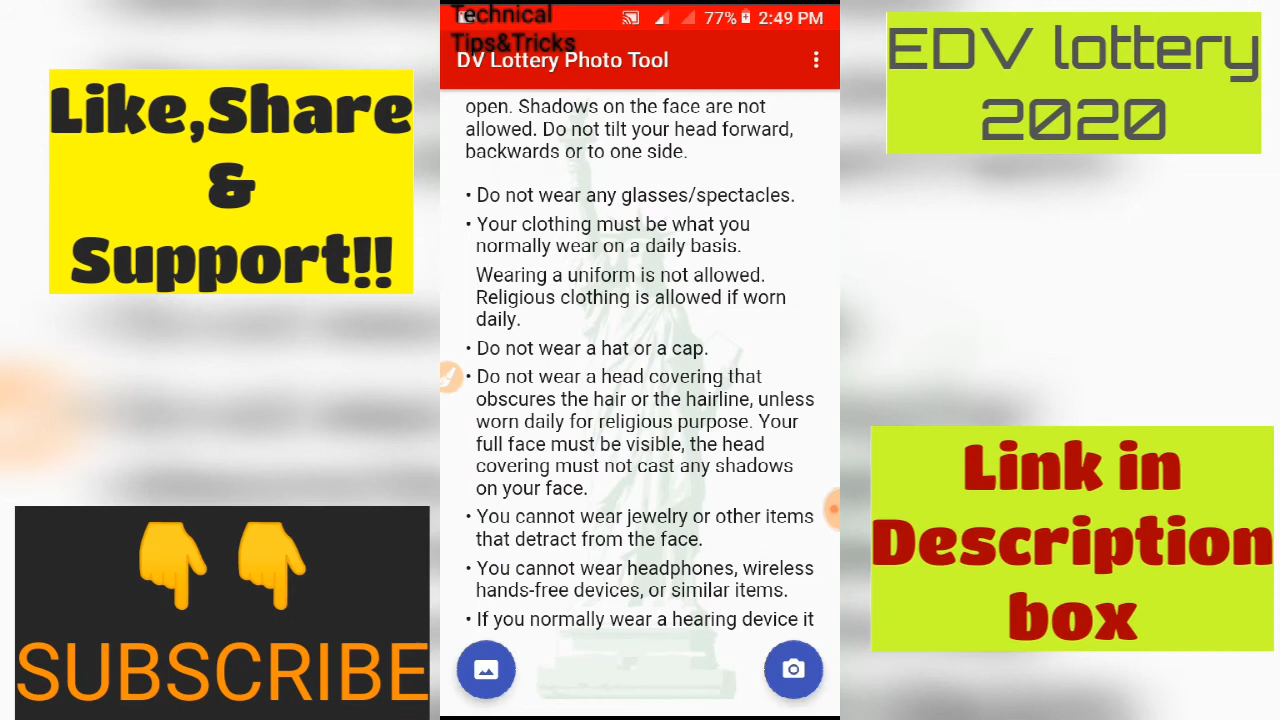 Like,Share
&
Support!!
👇👇
SUBSCRIBE
Technical
Tips&Tricks
77% 2:49 PM
DV Lottery Photo Tool
open. Shadows on the face are not
allowed. Do not tilt your head forward,
backwards or to one side.
• Do not wear any glasses/spectacles.
• Your clothing must be what you
normally wear on a daily basis.
Wearing a uniform is not allowed.
Religious clothing is allowed if worn
daily.
• Do not wear a hat or a cap.
• Do not wear a head covering that
obscures the hair or the hairline, unless
worn daily for religious purpose. Your
full face must be visible, the head
covering must not cast any shadows
on your face.
• You cannot wear jewelry or other items
that detract from the face.
• You cannot wear headphones, wireless
hands-free devices, or similar items.
• If you normally wear a hearing device it
EDV lottery
2020
Link in
Description
box